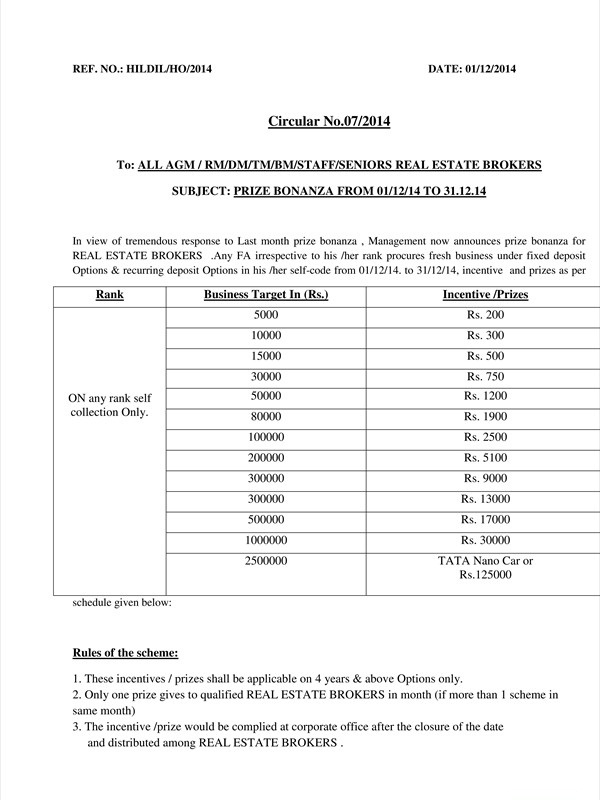 REF. NO.: HILDIL/HO/2014 DATE: 01/12/2014
Circular No.07/2014
To: ALL AGM / RM/DM/TM/BM/STAFF/SENIORS REAL ESTATE BROKERS
SUBJECT: PRIZE BONANZA FROM 01/12/14 TO 31.12.14
In view of tremendous response to Last month prize bonanza , Management now announces prize bonanza for
REAL ESTATE BROKERS .Any FA irrespective to his /her rank procures fresh business under fixed deposit
Options & recurring deposit Options in his /her self-code from 01/12/14. to 31/12/14, incentive and prizes as per
Rank Business Target In (Rs.) Incentive /Prizes
5000 Rs. 200
10000 Rs. 300
15000 Rs. 500
30000 Rs. 750
ON any rank self 50000 Rs. 1200
collection Only. 80000 Rs. 1900
100000 Rs. 2500
200000 Rs. 5100
300000 Rs. 9000
300000 Rs. 13000
500000 Rs. 17000
1000000 Rs. 30000
2500000 TATA Nano Car or
Rs.125000
schedule given below:
Rules of the scheme:
1. These incentives / prizes shall be applicable on 4 years & above Options only.
2. Only one prize gives to qualified REAL ESTATE BROKERS in month (if more than 1 scheme in
same month)
3. The incentive /prize would be complied at corporate office after the closure of the date
and distributed among REAL ESTATE BROKERS .